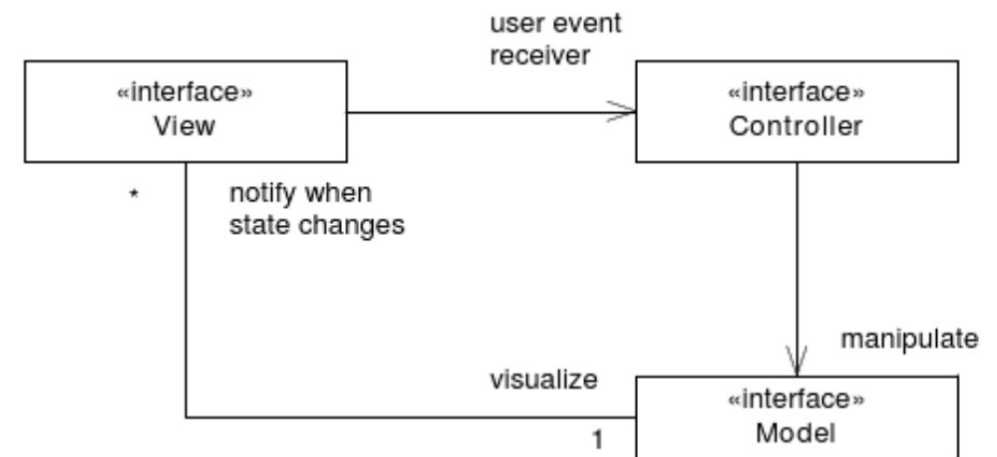 user event
receiver
«interface»
View
«interface»
Controller
*
notify when
state changes
manipulate
visualize
1
«interface»
Model